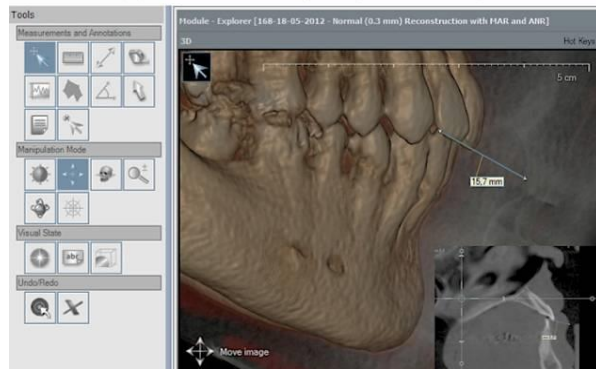 Tools
Measurements and Annotations
Manipulation Mode
Visual State
abc
Undo/Redo
Module - Explorer [168-18-05-2012 - Normal (0.3 mm) Reconstruction with MAR and ANR]
3D
Hot Keys
5 cm
15,7 mm
Move image